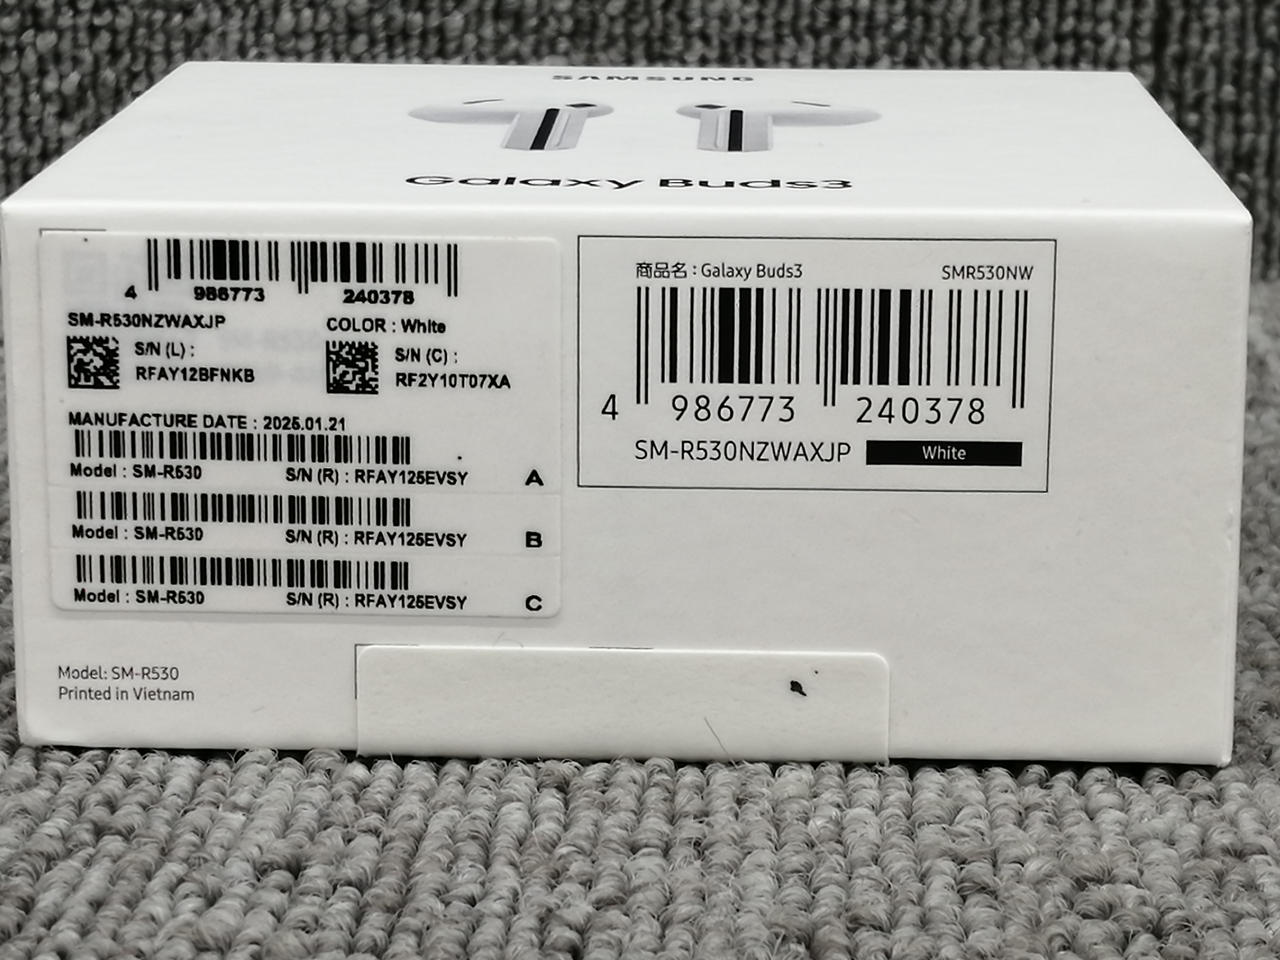 SAMSUNG
Galaxy Buds3
4 986773 240378
SM-R530NZWAXJP COLOR : White
S/N (L) :
RFAY12BFNKB
S/N (C) :
RF2Y10T07XA
MANUFACTURE DATE : 2025.01.21
Model : SM-R530 S/N (R) : RFAY125EVSY A
Model : SM-R530 S/N (R) : RFAY125EVSY B
Model : SM-R530 S/N (R) : RFAY125EVSY C
Model: SM-R530
Printed in Vietnam
商品名 : Galaxy Buds3 SMR530NW
4 986773 240378
SM-R530NZWAXJP White